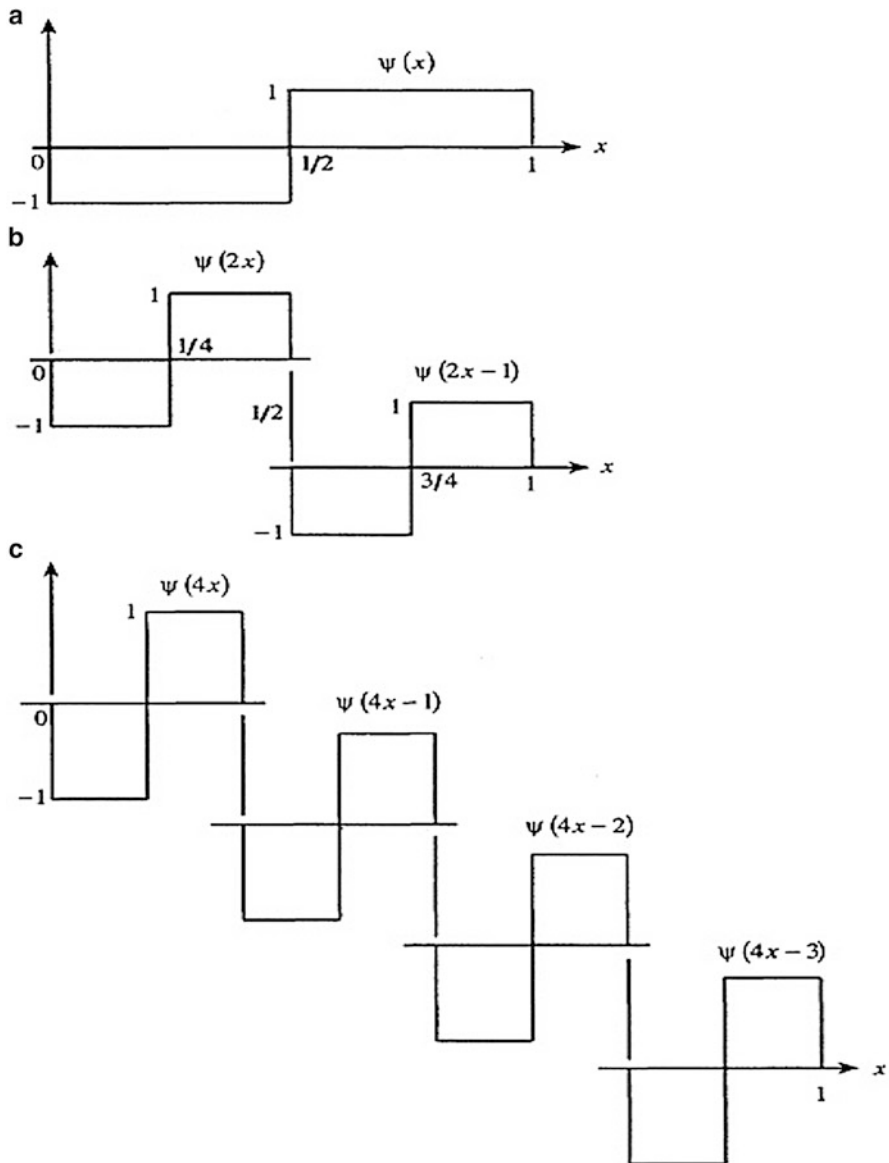 a
ψ (x)
1
x
0
1/2
1
−1
b
ψ (2x)
1
1/4
0
ψ (2x − 1)
−1
1/2
1
x
3/4
1
−1
c
ψ (4x)
1
ψ (4x − 1)
0
−1
ψ (4x − 2)
ψ (4x − 3)
x
1